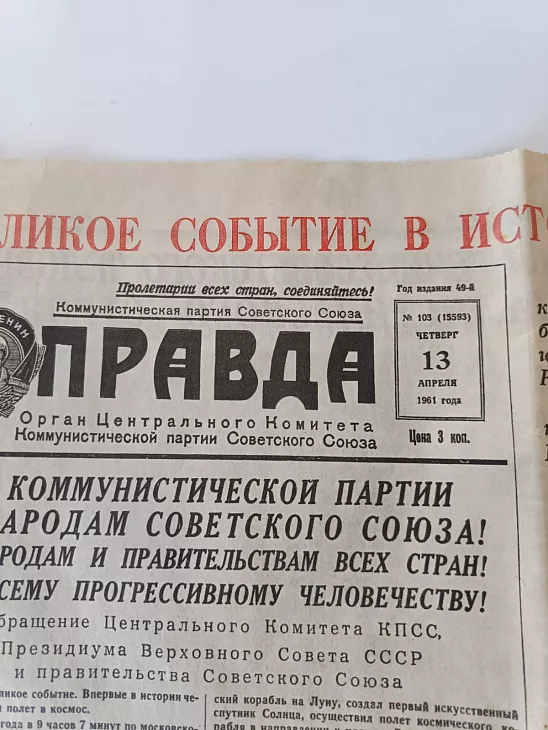 ЛИКОЕ СОБЫТИЕ В ИСТО
Пролетарии всех стран, соединяйтесь!
Коммунистическая партия Советского Союза
ЛЕНИН
ПРАВДА
Орган Центрального Комитета
Коммунистической партии Советского Союза
Год издания 49-й
№ 103 (15593)
ЧЕТВЕРГ
13
АПРЕЛЯ
1961 года
Цена 3 коп.
КОММУНИСТИЧЕСКОЙ ПАРТИИ
АРОДАМ СОВЕТСКОГО СОЮЗА!
РОДАМ И ПРАВИТЕЛЬСТВАМ ВСЕХ СТРАН!
СЕМУ ПРОГРЕССИВНОМУ ЧЕЛОВЕЧЕСТВУ!
бращение Центрального Комитета КПСС,
Президиума Верховного Совета СССР
и правительства Советского Союза
ликое событие. Впервые в истории че-
н полет в космос.
года в 9 часов 7 минут по московско-
ский корабль на Луну, создал первый искусственный
спутник Солнца, осуществил полет космического ко-